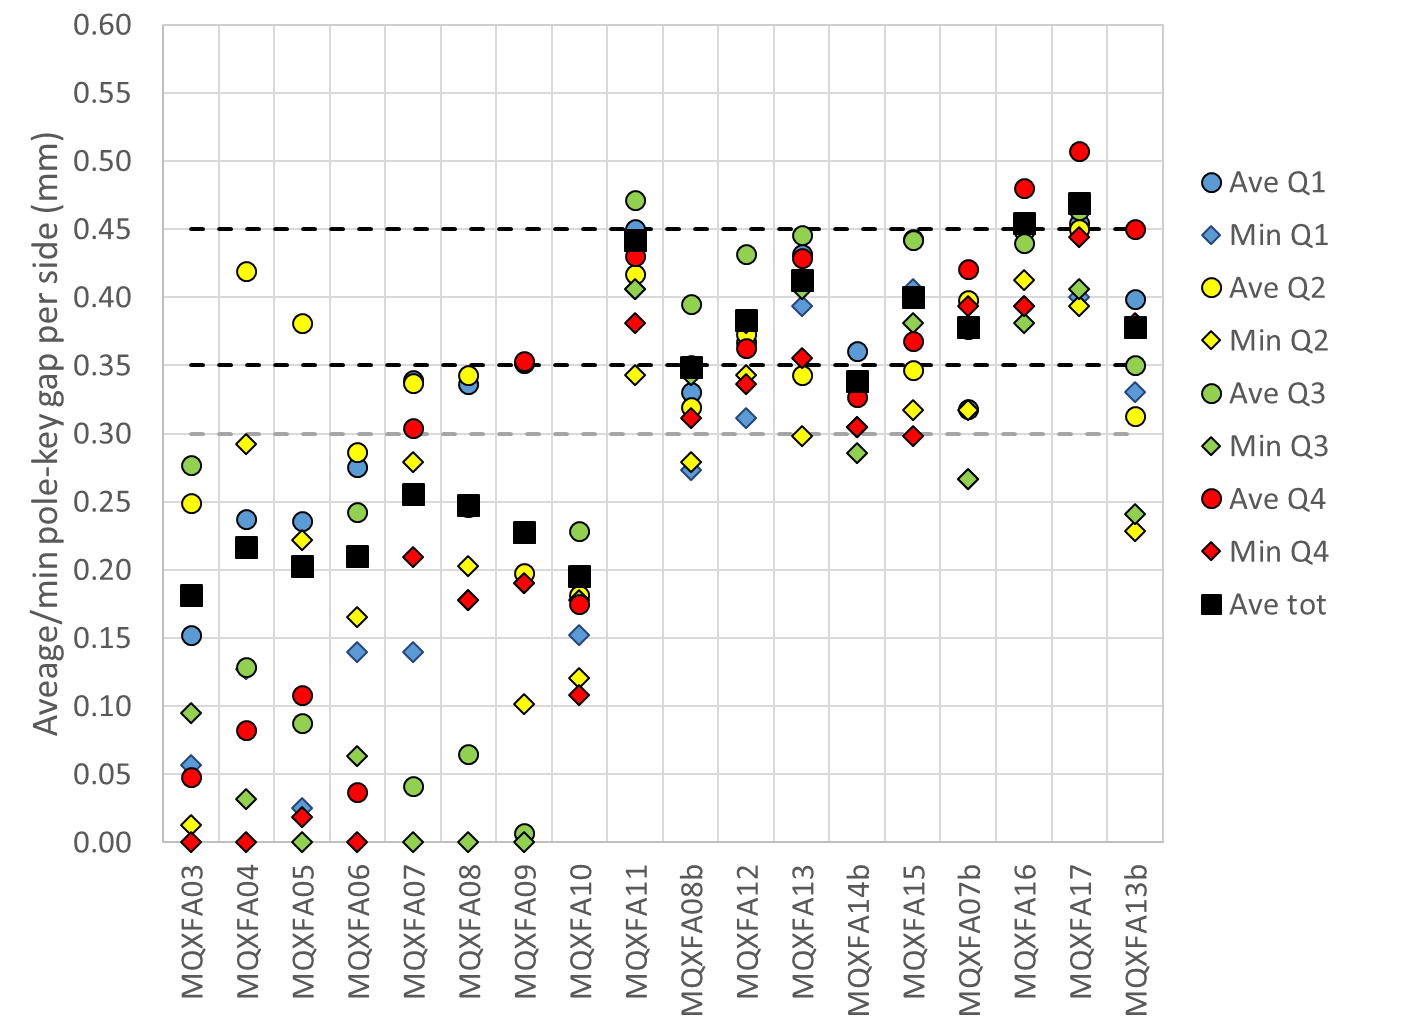 Aveage/min pole-key gap per side (mm)
0.60
0.55
0.50
0.45
0.40
0.35
0.30
0.25
0.20
0.15
0.10
0.05
0.00
MQXFA03
MQXFA04
MQXFA05
MQXFA06
MQXFA07
MQXFA08
MQXFA09
MQXFA10
MQXFA11
MQXFA08b
MQXFA12
MQXFA13
MQXFA14b
MQXFA15
MQXFA07b
MQXFA16
MQXFA17
MQXFA13b
Ave Q1
Min Q1
Ave Q2
Min Q2
Ave Q3
Min Q3
Ave Q4
Min Q4
Ave tot